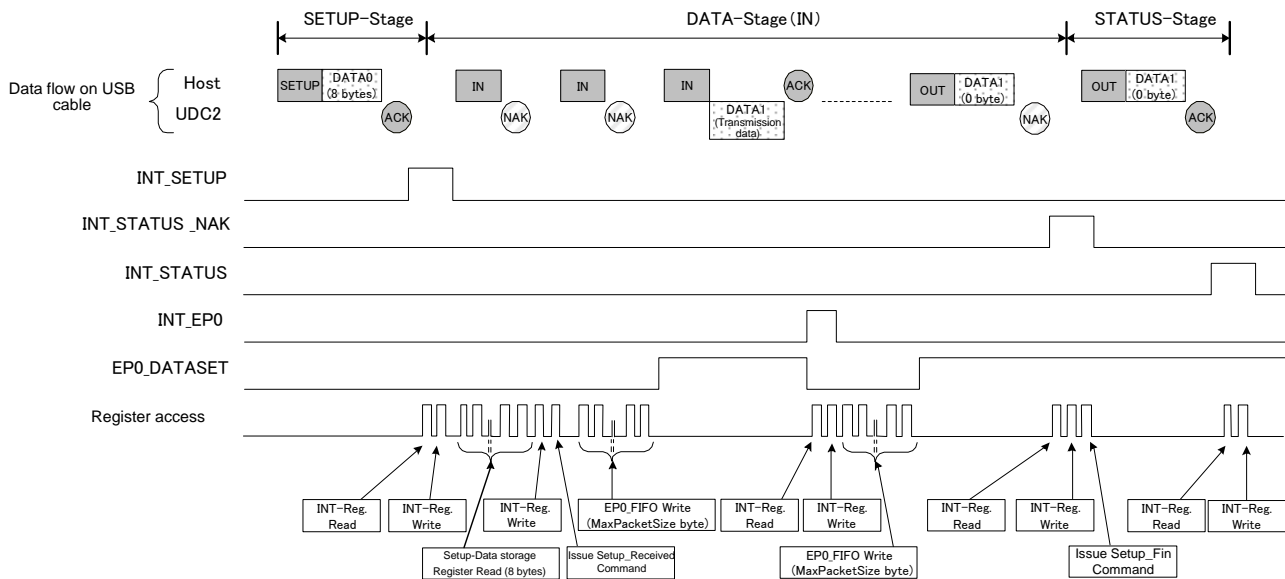 SETUP-Stage
DATA-Stage(IN)
STATUS-Stage
Data flow on USB
cable
Host
UDC2
SETUP
DATA0
(8 bytes)
ACK
IN
NAK
IN
NAK
IN
DATA1
(Transmission
data)
ACK
OUT
DATA1
(0 byte)
NAK
OUT
DATA1
(0 byte)
ACK
INT_SETUP
INT_STATUS _NAK
INT_STATUS
INT_EP0
EP0_DATASET
Register access
INT-Reg.
Read
INT-Reg.
Write
INT-Reg.
Write
EP0_FIFO Write
(MaxPacketSize byte)
INT-Reg.
Read
INT-Reg.
Write
INT-Reg.
Read
INT-Reg.
Write
INT-Reg.
Read
INT-Reg.
Write
Setup-Data storage
Register Read (8 bytes)
Issue Setup_Received
Command
EP0_FIFO Write
(MaxPacketSize byte)
Issue Setup_Fin
Command